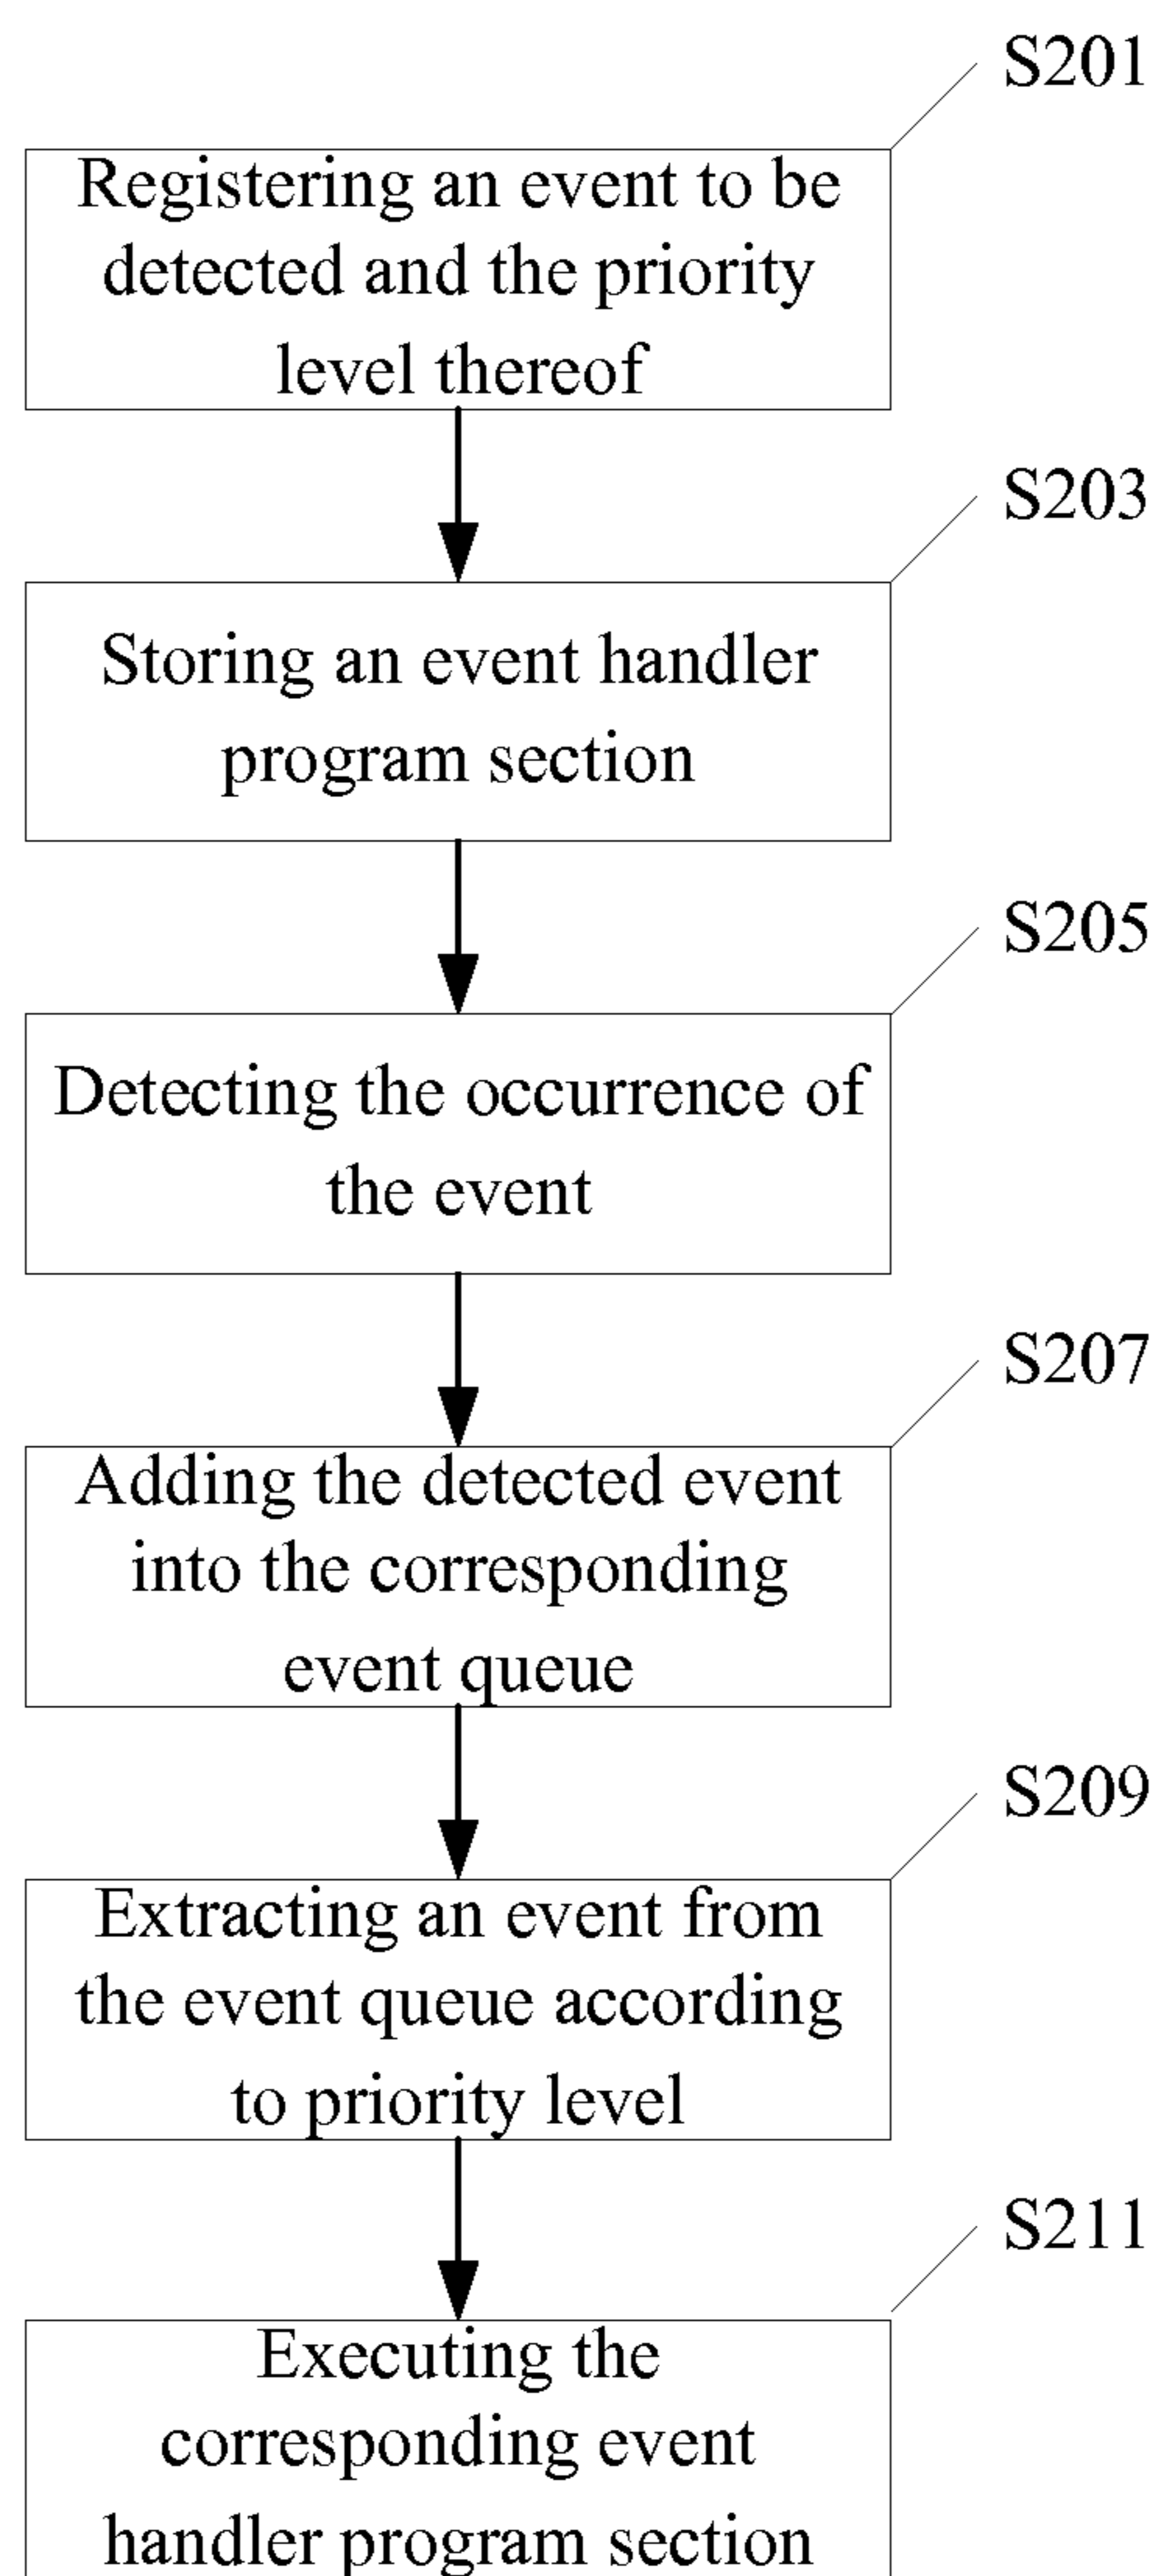 S201
Registering an event to be
detected and the priority
level thereof
S203
Storing an event handler
program section
S205
Detecting the occurrence of
the event
S207
Adding the detected event
into the corresponding
event queue
S209
Extracting an event from
the event queue according
to priority level
S211
Executing the
corresponding event
handler program section